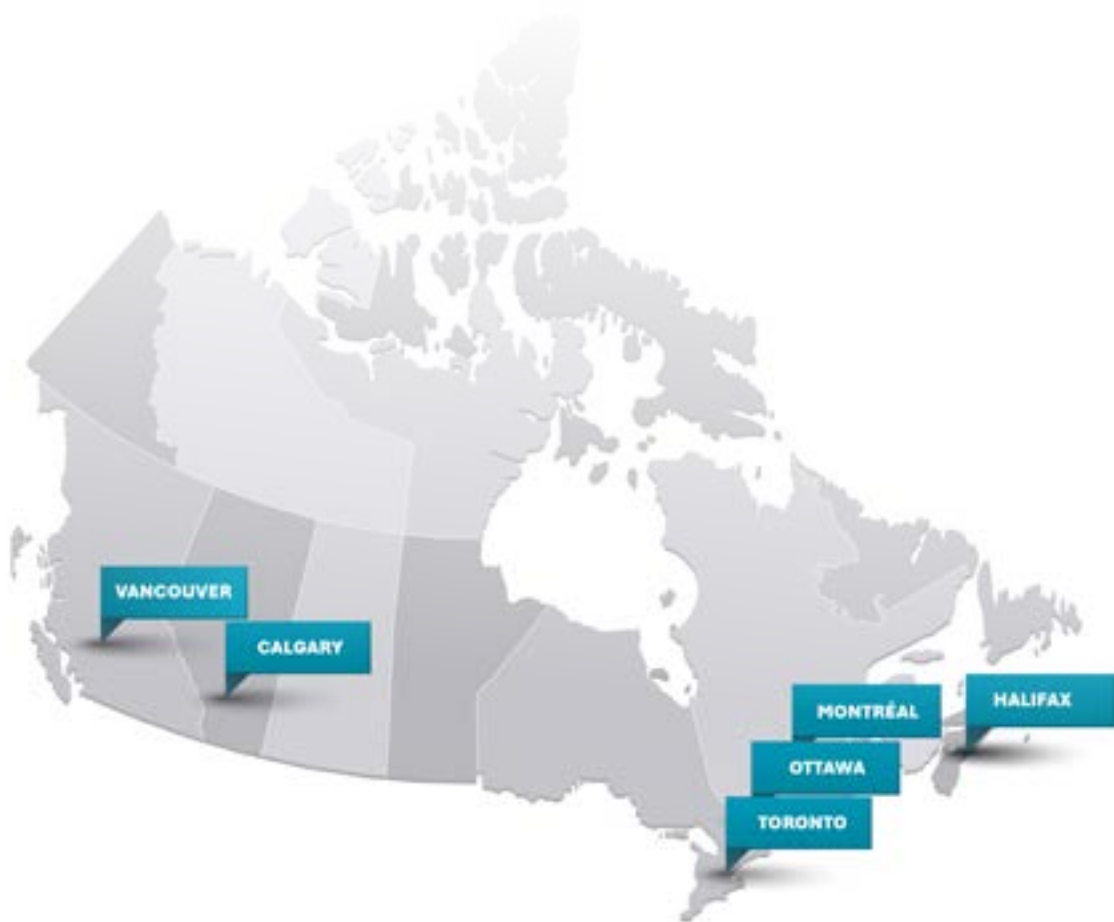 VANCOUVER
CALGARY
MONTRÉAL
HALIFAX
OTTAWA
TORONTO